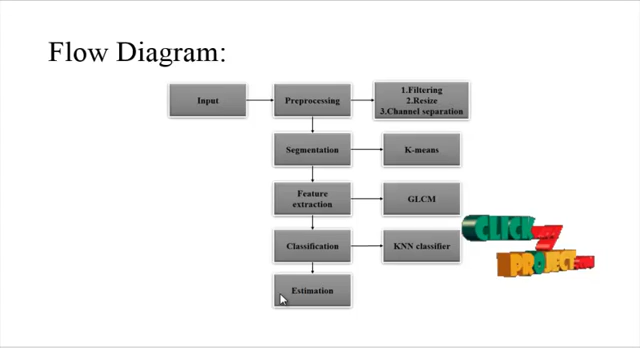 Flow Diagram:
Input
Preprocessing
1.Filtering
2.Resize
3.Channel separation
Segmentation
K-means
Feature
extraction
GLCM
Classification
KNN classifier
Estimation
CLICK
PROJECT